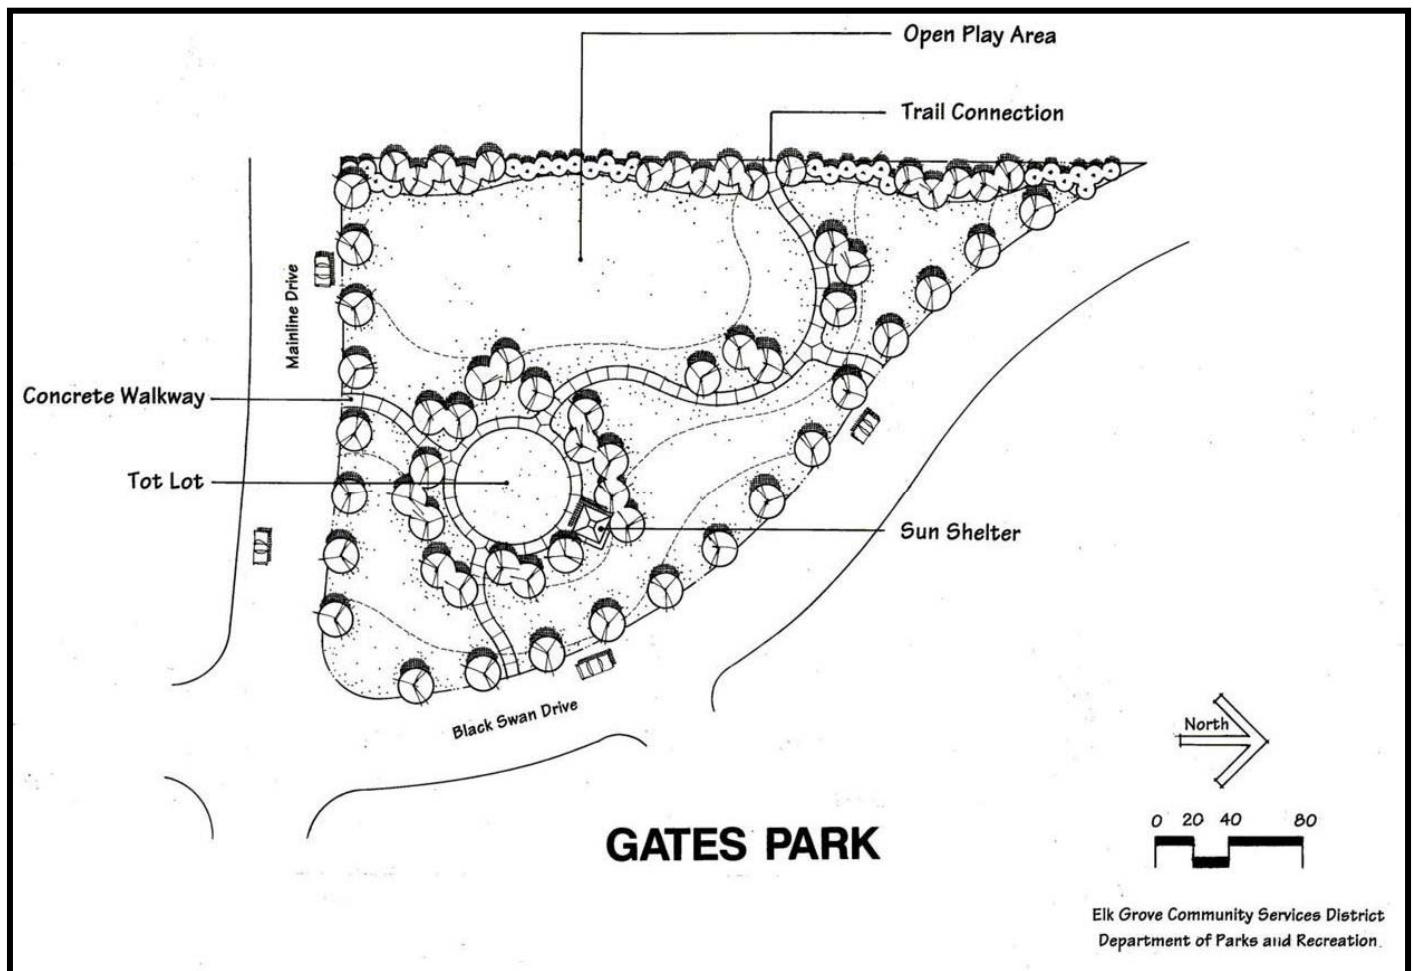 Open Play Area
Trail Connection
Mainline Drive
Concrete Walkway
Tot Lot
Sun Shelter
Black Swan Drive
North
0 20 40 80
GATES PARK
Elk Grove Community Services District
Department of Parks and Recreation